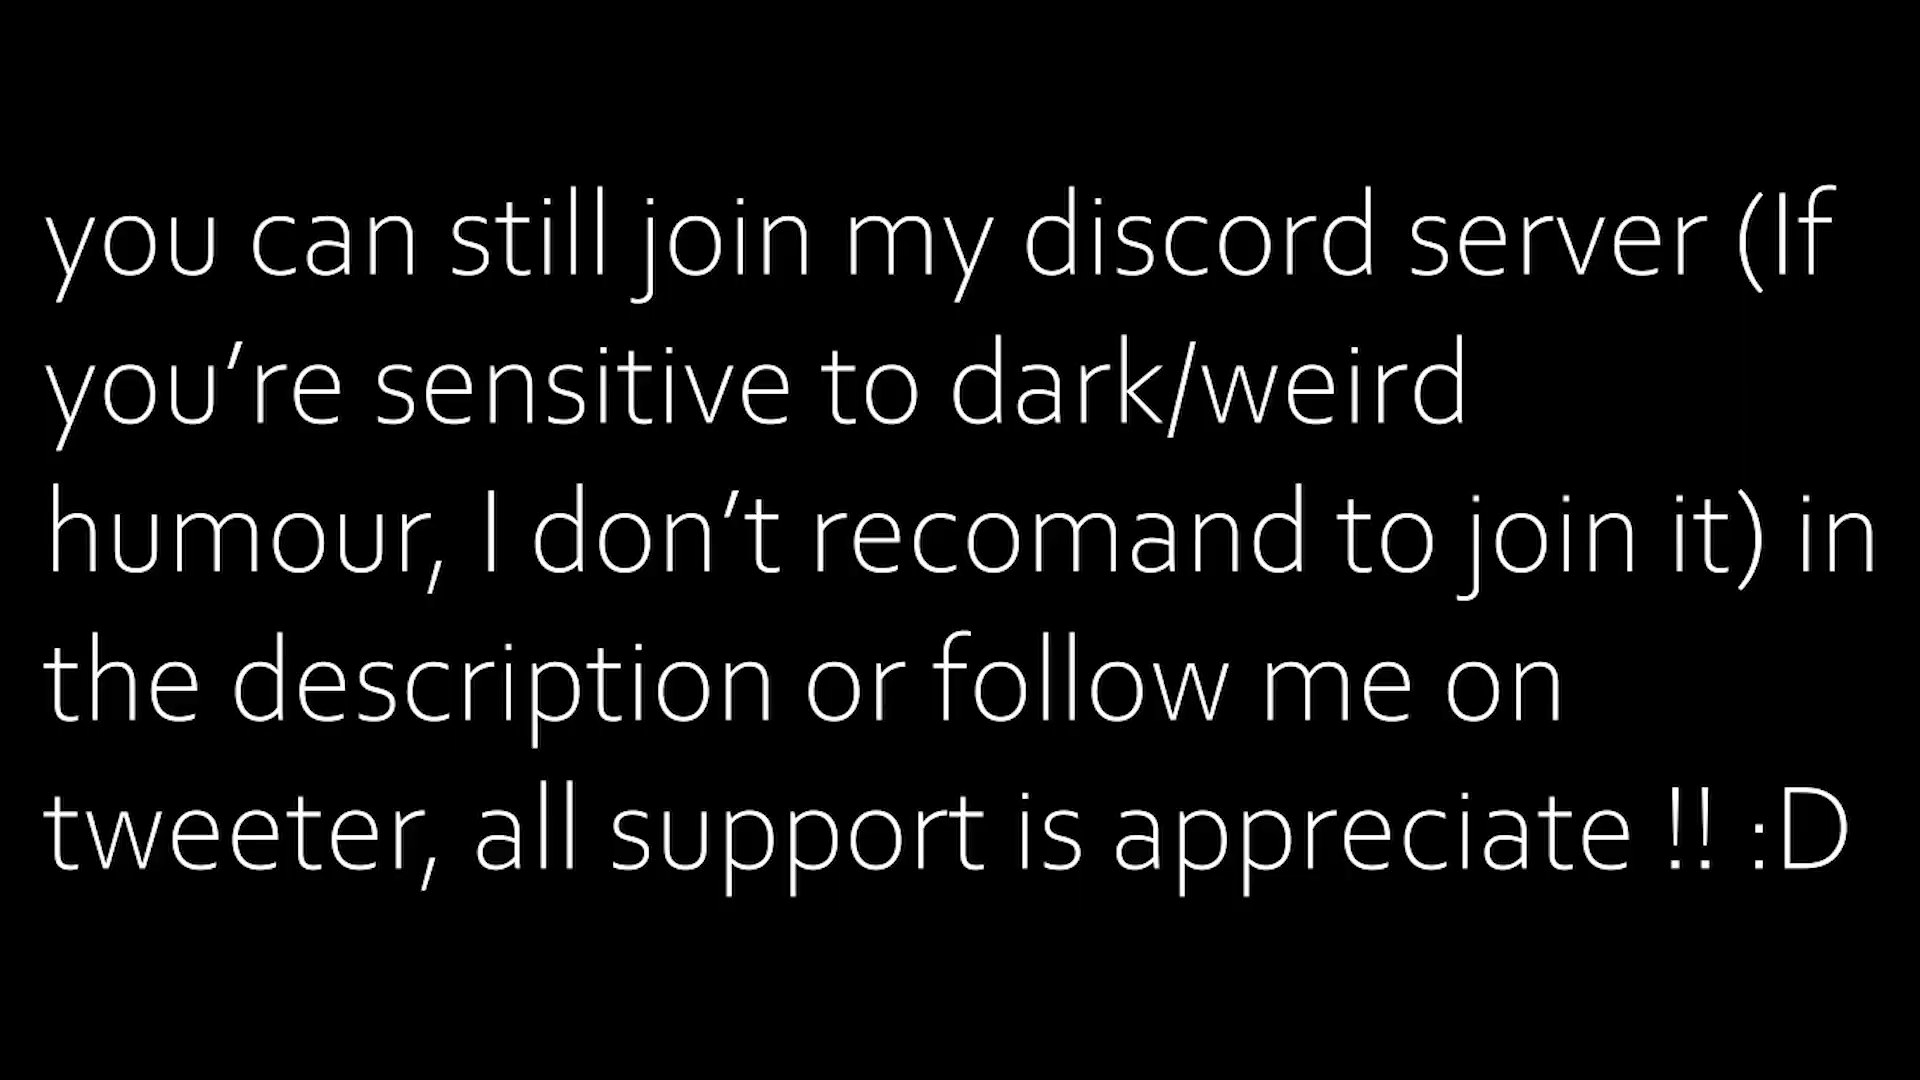 you can still join my discord server (If
you’re sensitive to dark/weird
humour, I don’t recomand to join it) in
the description or follow me on
tweeter, all support is appreciate !! :D